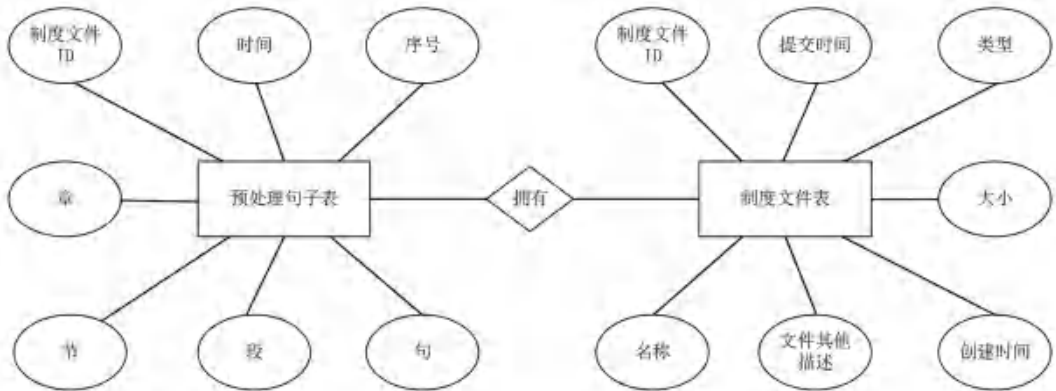 制度文件
ID
时间
序号
制度文件
ID
提交时间
类型
章
预处理句子表
拥有
制度文件表
大小
节
段
句
名称
文件其他
描述
创建时间